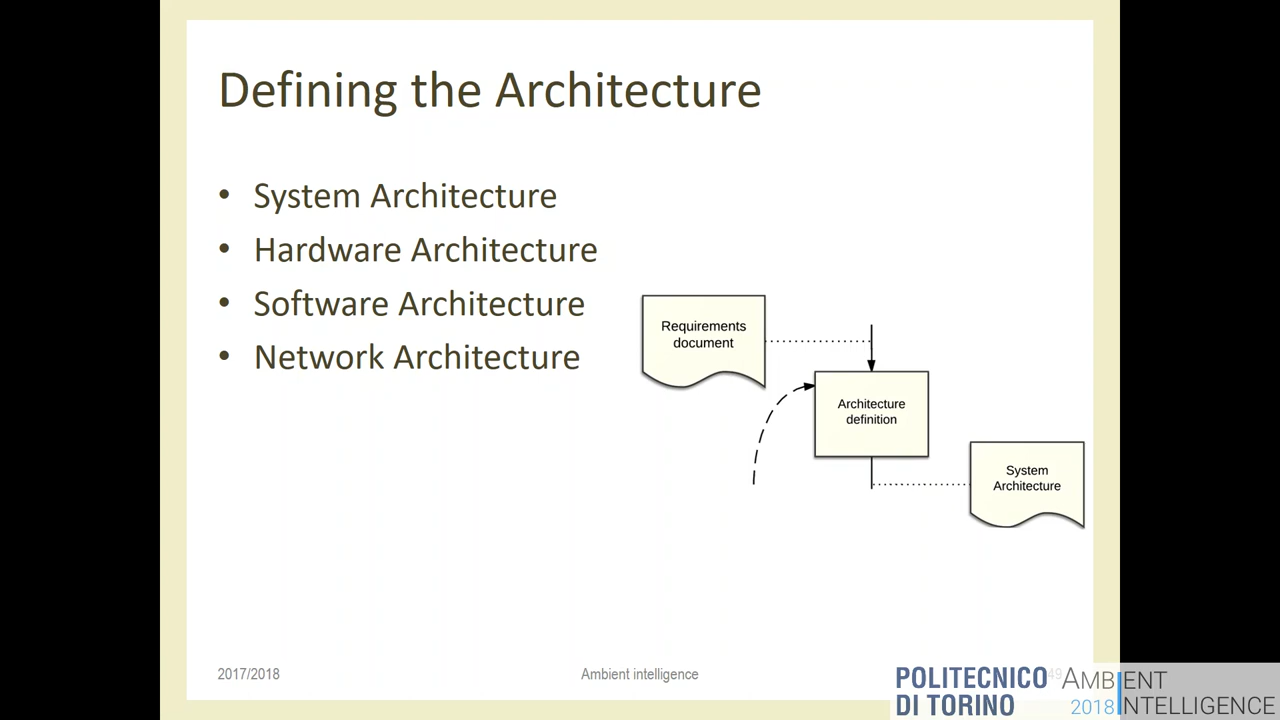 Defining the Architecture
• System Architecture
• Hardware Architecture
• Software Architecture
• Network Architecture
Requirements
document
Architecture
definition
System
Architecture
2017/2018
Ambient intelligence
49
POLITECNICO
DI TORINO
AMBIENT
2018 INTELLIGENCE